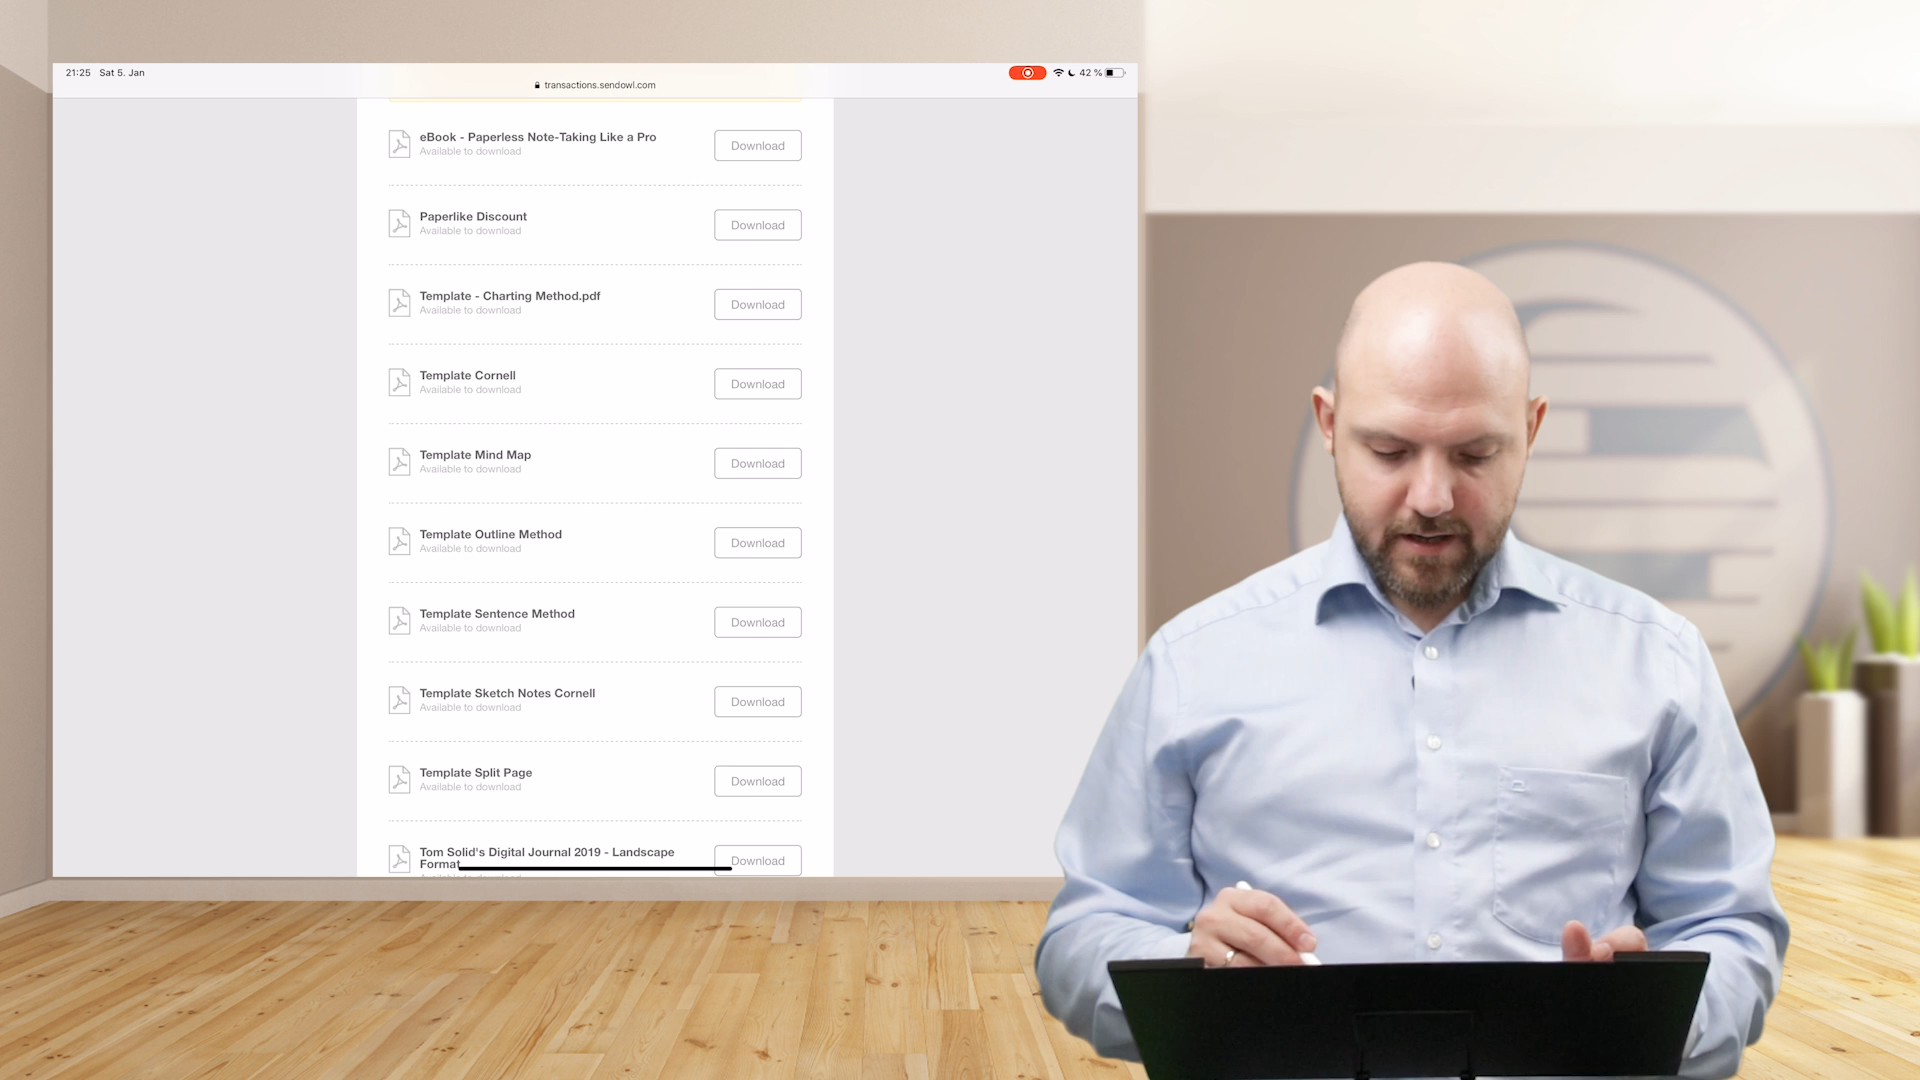 21:25 Sat 5. Jan
42 %
transactions.sendowl.com
eBook - Paperless Note-Taking Like a Pro
Available to download
Download
Paperlike Discount
Available to download
Download
Template - Charting Method.pdf
Available to download
Download
Template Cornell
Available to download
Download
Template Mind Map
Available to download
Download
Template Outline Method
Available to download
Download
Template Sentence Method
Available to download
Download
Template Sketch Notes Cornell
Available to download
Download
Template Split Page
Available to download
Download
Tom Solid's Digital Journal 2019 - Landscape
Format
Download